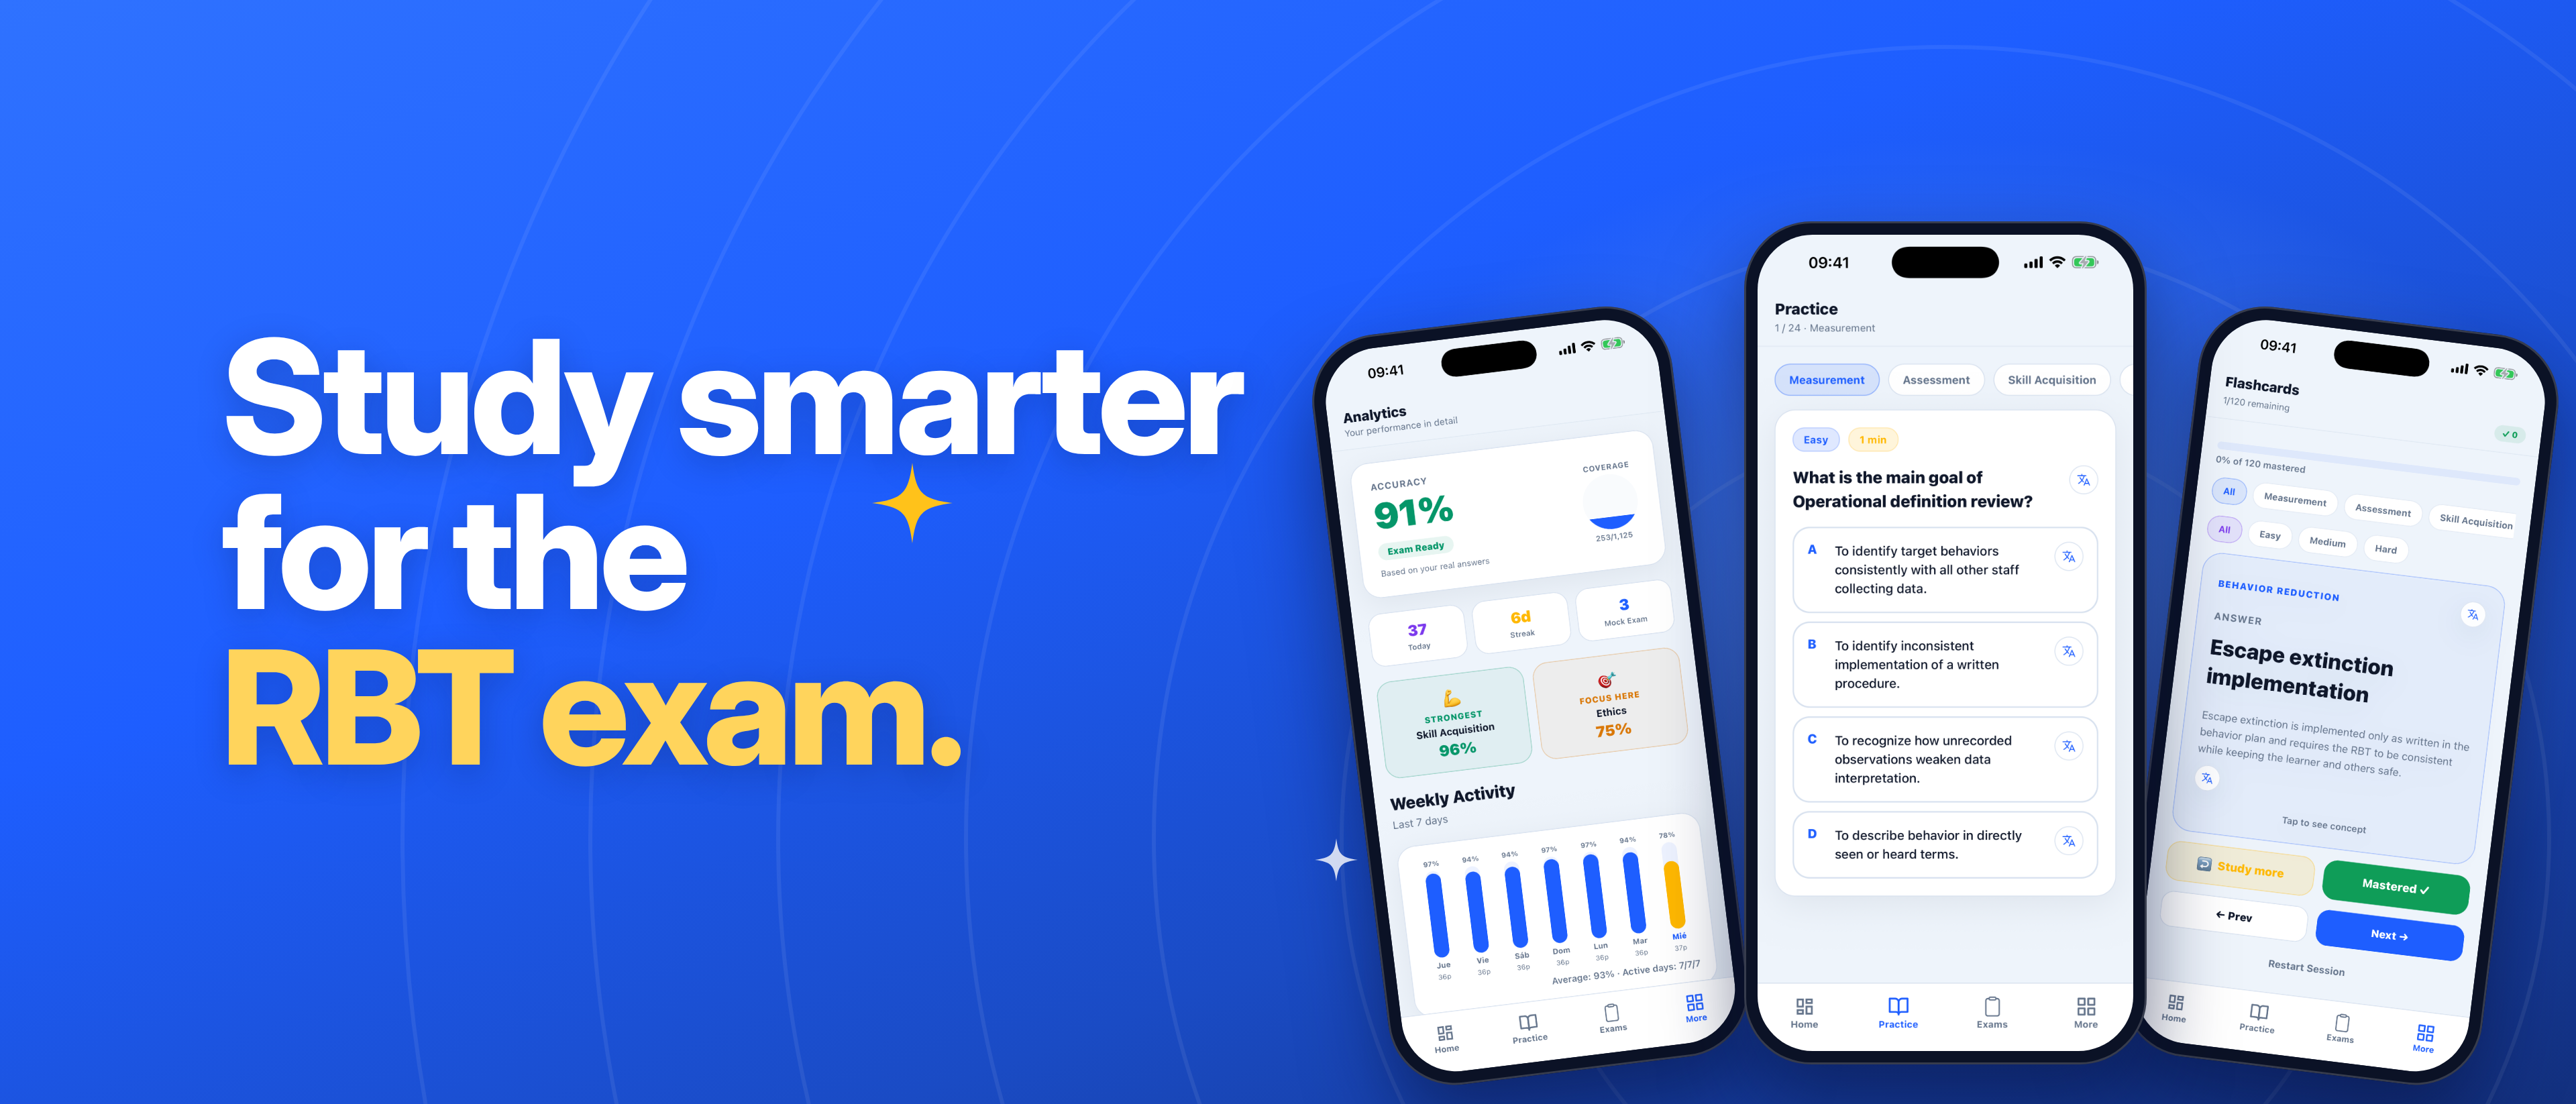 Study smarter
for the
RBT exam.
09:41
Analytics
Your performance in detail
ACCURACY
91%
Exam Ready
Based on your real answers
COVERAGE
253/1,125
37
Today
6d
Streak
3
Mock Exam
💪
STRONGEST
Skill Acquisition
96%
🎯
FOCUS HERE
Ethics
75%
Weekly Activity
Last 7 days
97% 94% 94% 97% 97% 94% 78%
Jue Vie Sáb Dom Lun Mar Mié
36p 36p 36p 36p 36p 36p 37p
Average: 93% · Active days: 7/7/7
Home Practice Exams More
09:41
Practice
1 / 24 · Measurement
Measurement Assessment Skill Acquisition
Easy 1 min
What is the main goal of
Operational definition review?
A To identify target behaviors
consistently with all other staff
collecting data.
B To identify inconsistent
implementation of a written
procedure.
C To recognize how unrecorded
observations weaken data
interpretation.
D To describe behavior in directly
seen or heard terms.
Home Practice Exams More
09:41
Flashcards
1/120 remaining
✓ 0
0% of 120 mastered
All Measurement Assessment Skill Acquisition
All Easy Medium Hard
BEHAVIOR REDUCTION
ANSWER
Escape extinction
implementation
Escape extinction is implemented only as written in the
behavior plan and requires the RBT to be consistent
while keeping the learner and others safe.
Tap to see concept
Study more Mastered ✓
← Prev Next →
Restart Session
Home Practice Exams More